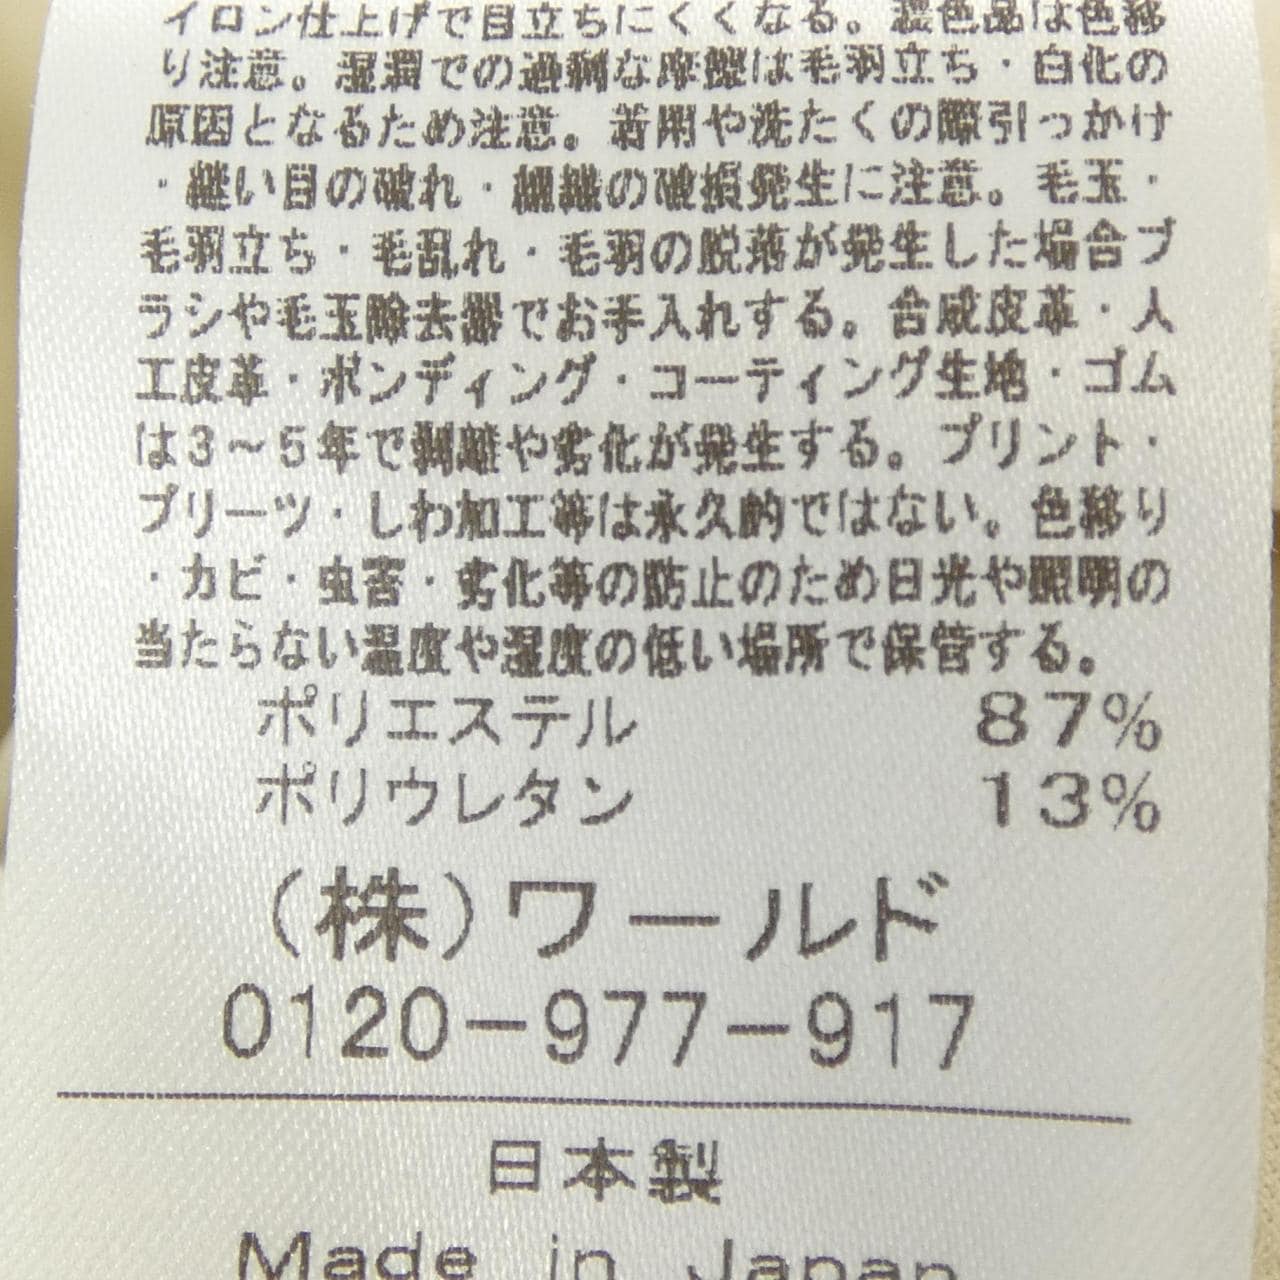 イロン仕上げで目立ちにくくなる。濃色品は色移
り注意。湿潤での過剰な摩擦は毛羽立ち・白化の
原因となるため注意。着用や洗たくの際引っかけ
・縫い目の破れ・組織の破損発生に注意。毛玉・
毛羽立ち・毛乱れ・毛羽の脱落が発生した場合ブ
ラシや毛玉除去器でお手入れする。合成皮革・人
工皮革・ボンディング・コーティング生地・ゴム
は3～5年で剥離や劣化が発生する。プリント・
プリーツ・しわ加工等は永久的ではない。色移り
・カビ・虫害・劣化等の防止のため日光や照明の
当たらない温度や湿度の低い場所で保管する。
ポリエステル 87%
ポリウレタン 13%
(株)ワールド
0120-977-917
日本製
Made in Japan